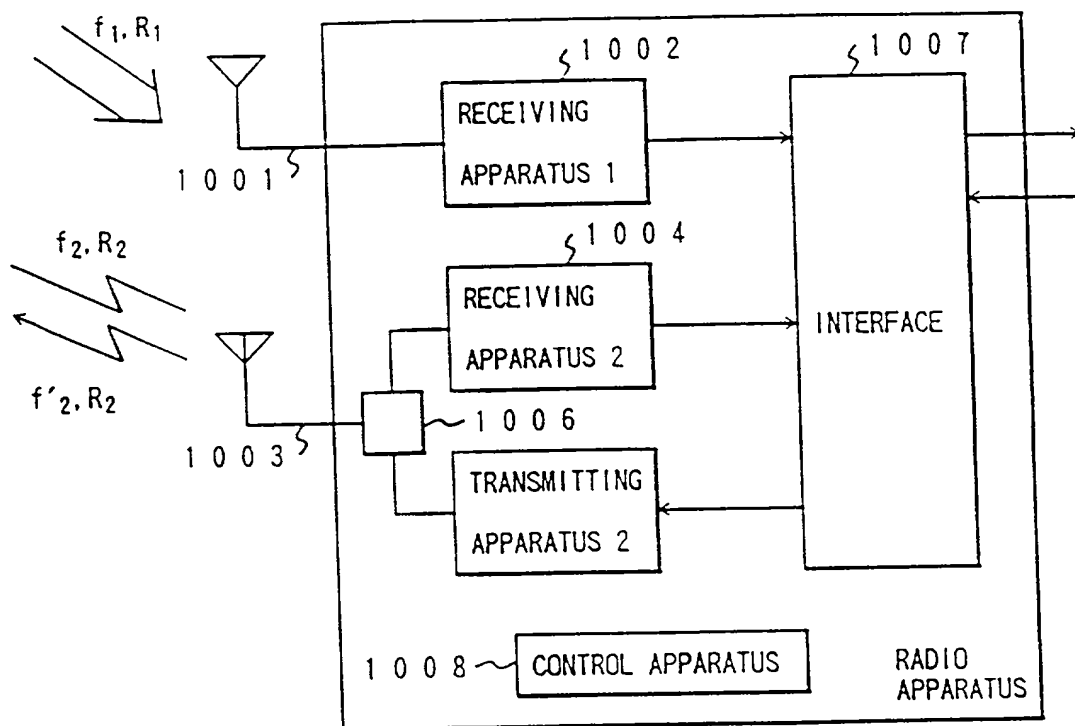 f1, R1
1002
1007
RECEIVING
APPARATUS 1
1001
1004
f2, R2
RECEIVING
APPARATUS 2
INTERFACE
f'2, R2
1006
1003
TRANSMITTING
APPARATUS 2
1008
CONTROL APPARATUS
RADIO
APPARATUS